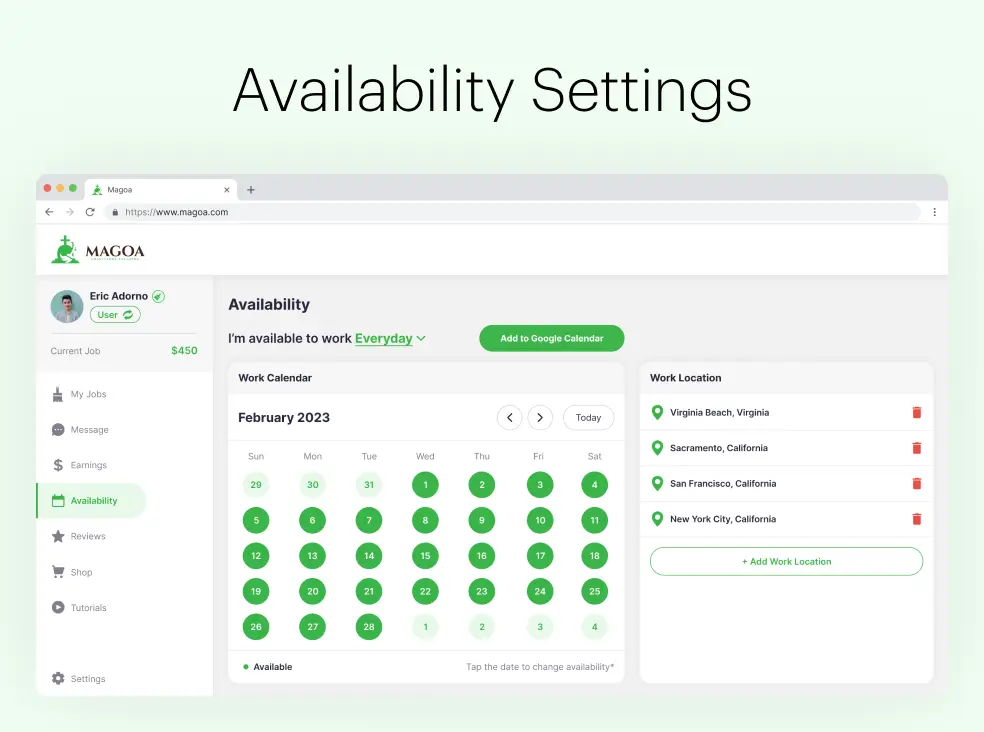 Availability Settings
Magoa
https://www.magoa.com
MAGOA
Eric Adorno
User
Current Job $450
My Jobs
Message
Earnings
Availability
Reviews
Shop
Tutorials
Settings
Availability
I'm available to work Everyday
Add to Google Calendar
Work Calendar
February 2023
Today
Sun Mon Tue Wed Thu Fri Sat
29 30 31 1 2 3 4
5 6 7 8 9 10 11
12 13 14 15 16 17 18
19 20 21 22 23 24 25
26 27 28 1 2 3 4
Available
Tap the date to change availability*
Work Location
Virginia Beach, Virginia
Sacramento, California
San Francisco, California
New York City, California
+ Add Work Location